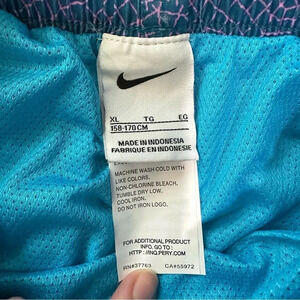 XL TG EG
158-170CM
MADE IN INDONESIA
FABRIQUE EN INDONESIE
MACHINE WASH COLD WITH
LIKE COLORS.
NON-CHLORINE BLEACH,
TUMBLE DRY LOW.
COOL IRON.
DO NOT IRON LOGO.
FOR ADDITIONAL PRODUCT
INFO. GO TO :
RN#37763 CA#55972